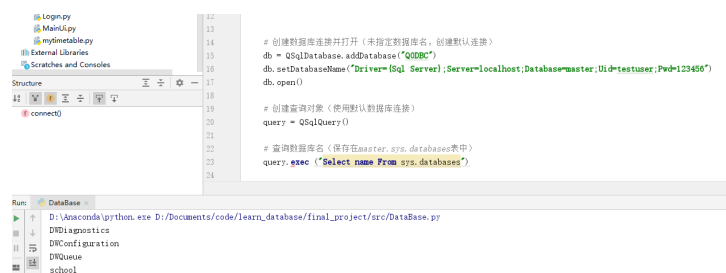 Login.py
MainUi.py
mytimetable.py
External Libraries
Scratches and Consoles
Structure
connect()
12
13
14 # 创建数据库连接并打开（未指定数据库名，创建默认连接）
15 db = QSqlDatabase.addDatabase("QODBC")
16 db.setDatabaseName("Driver={Sql Server};Server=localhost;Database=master;Uid=testuser;Pwd=123456")
17 db.open()
18
19 # 创建查询对象（使用默认数据库连接）
20 query = QSqlQuery()
21
22 # 查询数据库名（保存在master.sys.databases表中）
23 query.exec ("Select name From sys.databases")
24
Run: DataBase ×
D:\Anaconda\python.exe D:/Documents/code/learn_database/final_project/src/DataBase.py
DWDiagnostics
DWConfiguration
DWQueue
school